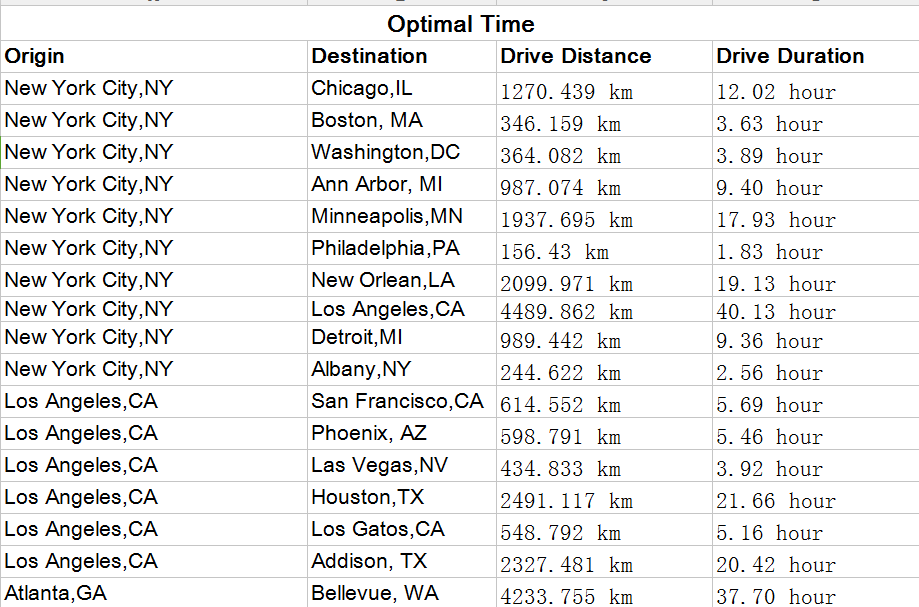 Optimal Time
Origin Destination Drive Distance Drive Duration
New York City,NY Chicago,IL 1270.439 km 12.02 hour
New York City,NY Boston, MA 346.159 km 3.63 hour
New York City,NY Washington,DC 364.082 km 3.89 hour
New York City,NY Ann Arbor, MI 987.074 km 9.40 hour
New York City,NY Minneapolis,MN 1937.695 km 17.93 hour
New York City,NY Philadelphia,PA 156.43 km 1.83 hour
New York City,NY New Orlean,LA 2099.971 km 19.13 hour
New York City,NY Los Angeles,CA 4489.862 km 40.13 hour
New York City,NY Detroit,MI 989.442 km 9.36 hour
New York City,NY Albany,NY 244.622 km 2.56 hour
Los Angeles,CA San Francisco,CA 614.552 km 5.69 hour
Los Angeles,CA Phoenix, AZ 598.791 km 5.46 hour
Los Angeles,CA Las Vegas,NV 434.833 km 3.92 hour
Los Angeles,CA Houston,TX 2491.117 km 21.66 hour
Los Angeles,CA Los Gatos,CA 548.792 km 5.16 hour
Los Angeles,CA Addison, TX 2327.481 km 20.42 hour
Atlanta,GA Bellevue, WA 4233.755 km 37.70 hour